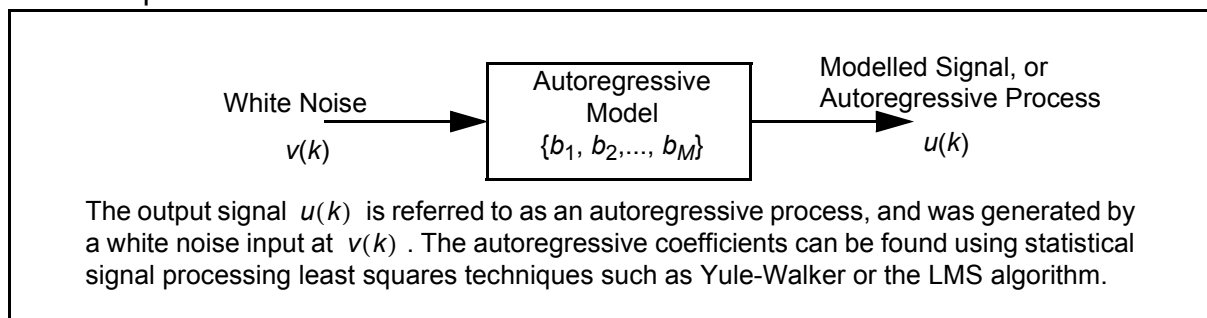 White Noise
v(k)
Autoregressive
Model
{b1, b2,..., bM}
Modelled Signal, or
Autoregressive Process
u(k)
The output signal u(k) is referred to as an autoregressive process, and was generated by
a white noise input at v(k) . The autoregressive coefficients can be found using statistical
signal processing least squares techniques such as Yule-Walker or the LMS algorithm.